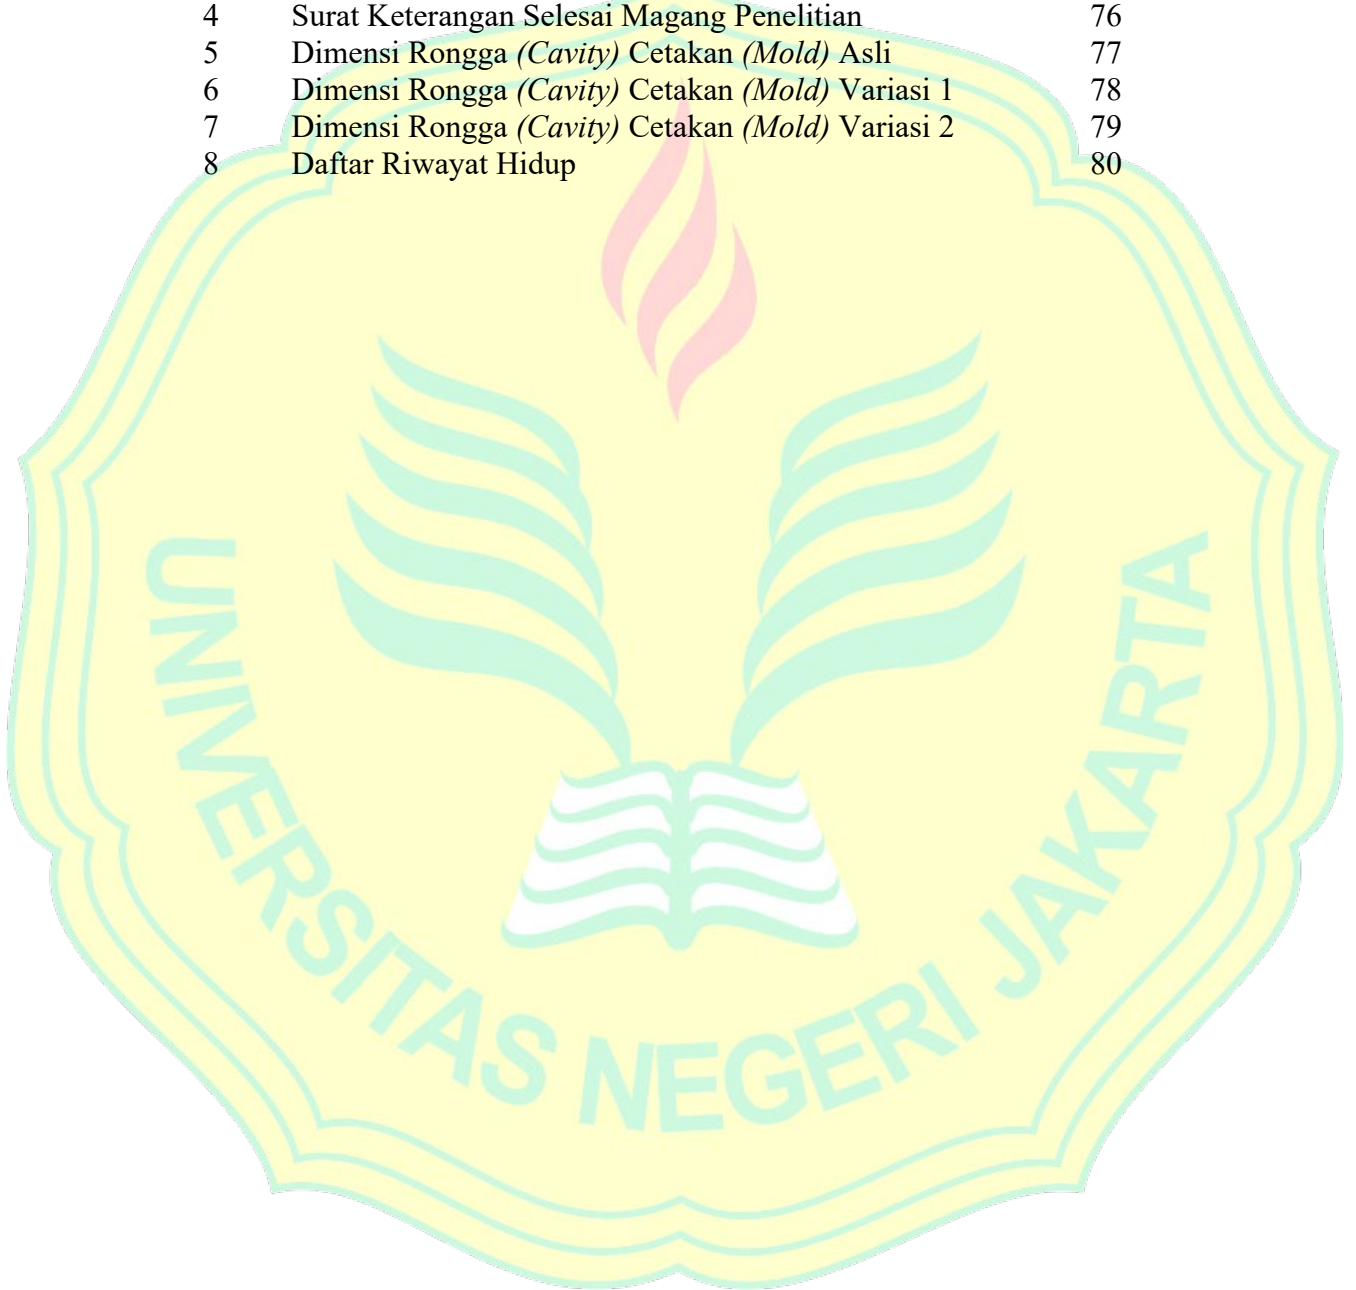 4 Surat Keterangan Selesai Magang Penelitian 76
5 Dimensi Rongga (Cavity) Cetakan (Mold) Asli 77
6 Dimensi Rongga (Cavity) Cetakan (Mold) Variasi 1 78
7 Dimensi Rongga (Cavity) Cetakan (Mold) Variasi 2 79
8 Daftar Riwayat Hidup 80
UNIVERSITAS NEGERI JAKARTA